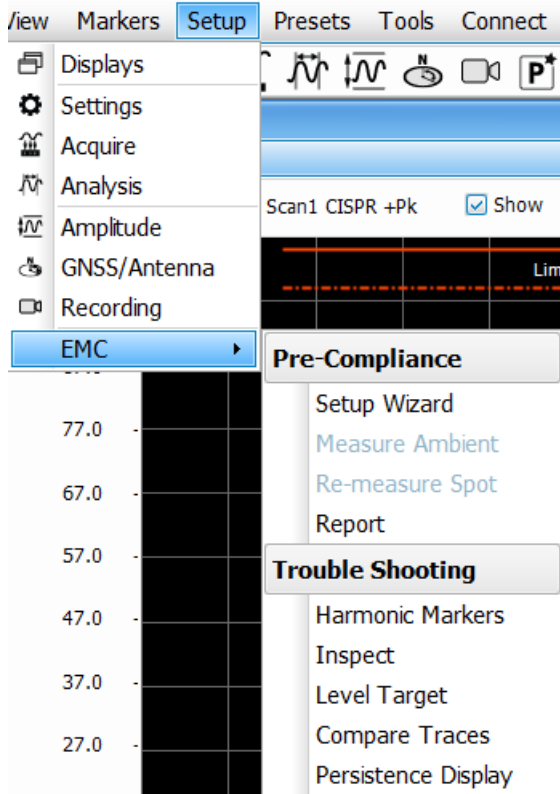 View Markers Setup Presets Tools Connect
Displays
Settings
Acquire
Scan1 CISPR +Pk Show
Analysis
Amplitude
GNSS/Antenna
Lim
Recording
EMC
Pre-Compliance
Setup Wizard
Measure Ambient
Re-measure Spot
Report
Trouble Shooting
Harmonic Markers
Inspect
Level Target
Compare Traces
Persistence Display
77.0
67.0
57.0
47.0
37.0
27.0
N
P